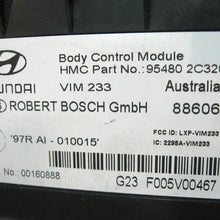 Body Control Module
HMC Part No.: 95480
HYUNDAI VIM 233 Australia
ROBERT BOSCH GmbH 88606
FCC ID: LXP-VIM233
'97R AI - 010015' IC: 2298A-VIM233
No. 00160888
G23 F005V00467